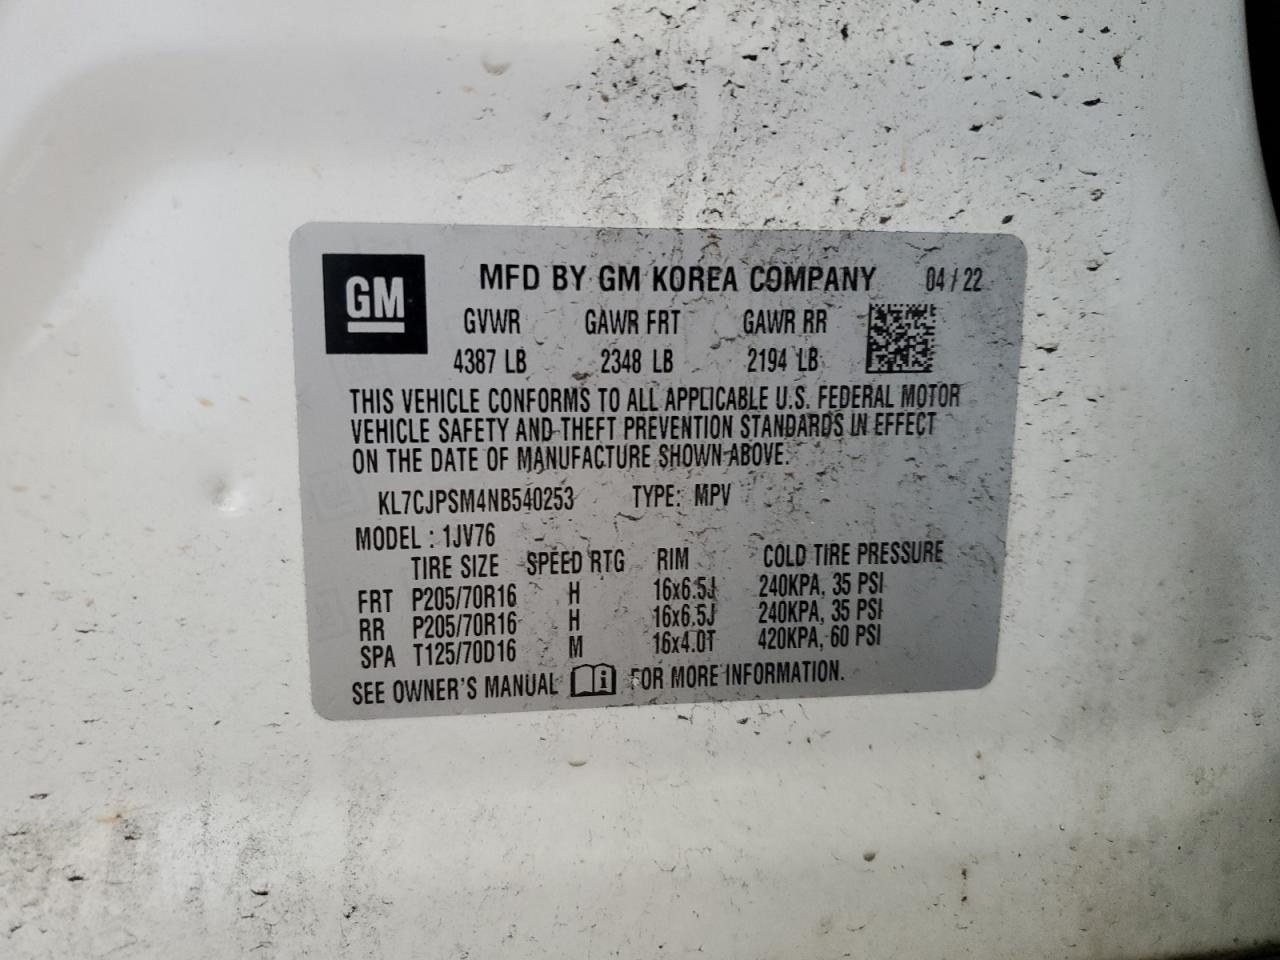 GM
MFD BY GM KOREA COMPANY 04 / 22
GVWR GAWR FRT GAWR RR
4387 LB 2348 LB 2194 LB
THIS VEHICLE CONFORMS TO ALL APPLICABLE U.S. FEDERAL MOTOR
VEHICLE SAFETY AND THEFT PREVENTION STANDARDS IN EFFECT
ON THE DATE OF MANUFACTURE SHOWN ABOVE.
KL7CJPSM4NB540253 TYPE: MPV
MODEL : 1JV76
TIRE SIZE SPEED RTG RIM COLD TIRE PRESSURE
FRT P205/70R16 H 16x6.5J 240KPA, 35 PSI
RR P205/70R16 H 16x6.5J 240KPA, 35 PSI
SPA T125/70D16 M 16x4.0T 420KPA, 60 PSI
SEE OWNER'S MANUAL i FOR MORE INFORMATION.